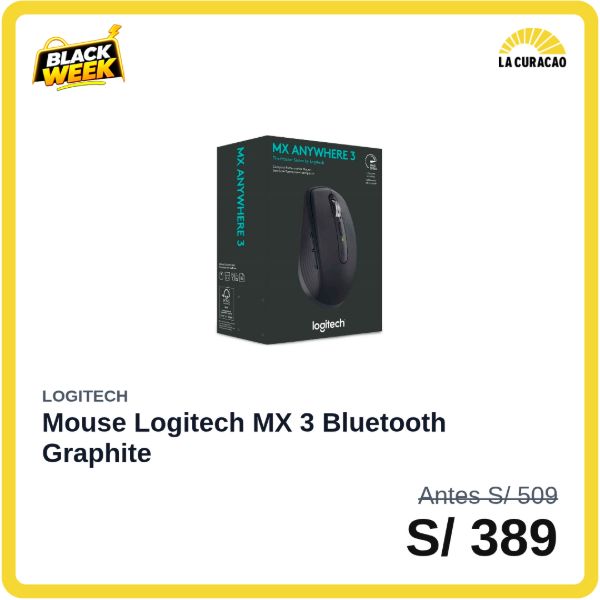 BLACK
WEEK
LA CURACAO
MX ANYWHERE 3
MX ANYWHERE 3
logitech
LOGITECH
Mouse Logitech MX 3 Bluetooth
Graphite
Antes S/ 509
S/ 389